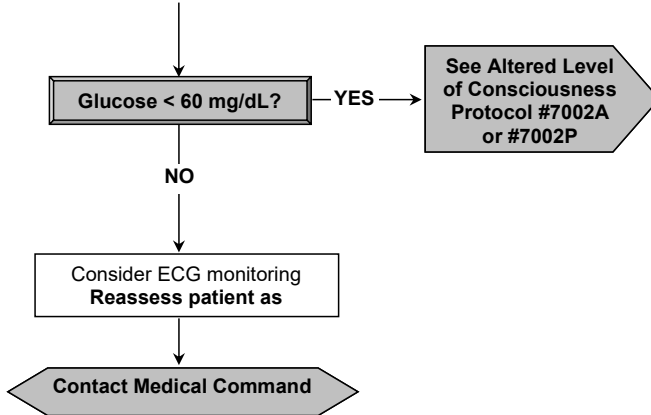 Glucose < 60 mg/dL?
YES
See Altered Level
of Consciousness
Protocol #7002A
or #7002P
NO
Consider ECG monitoring
Reassess patient as
Contact Medical Command